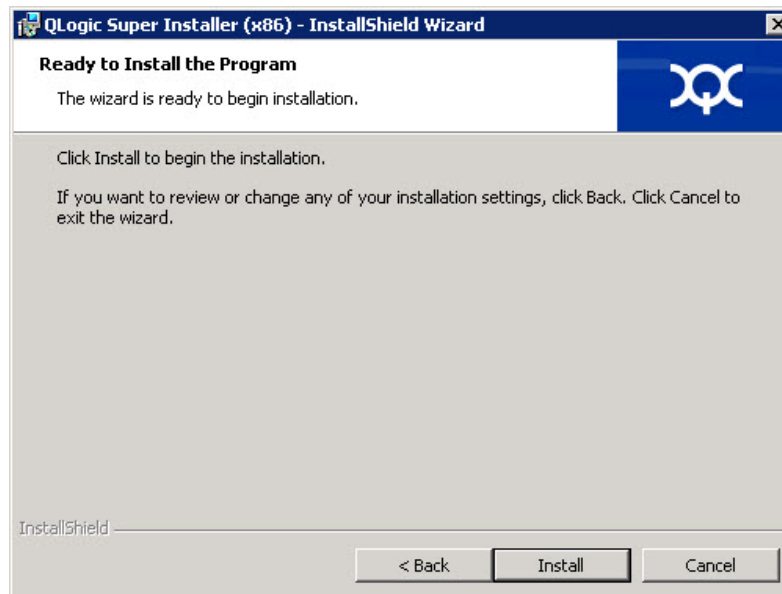 QLogic Super Installer (x86) - InstallShield Wizard
Ready to Install the Program
The wizard is ready to begin installation.
Click Install to begin the installation.
If you want to review or change any of your installation settings, click Back. Click Cancel to
exit the wizard.
InstallShield
< Back
Install
Cancel